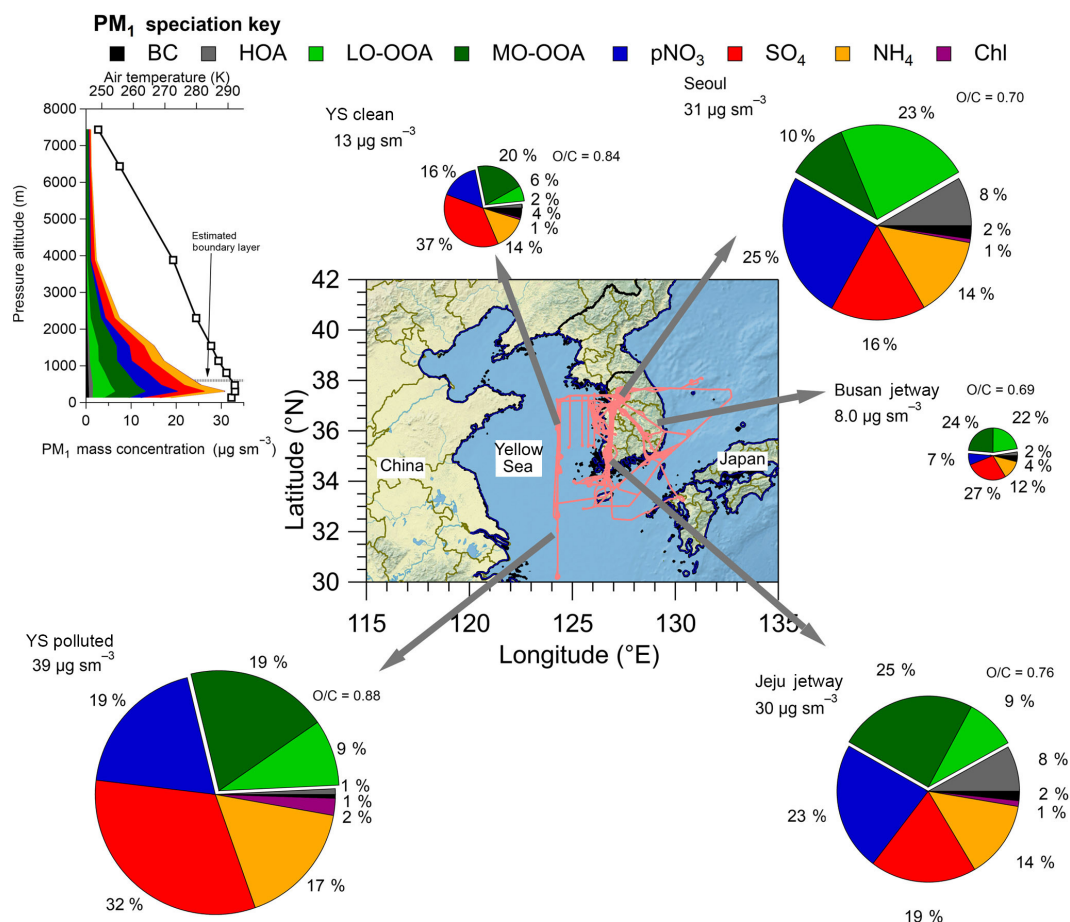 PM₁ speciation key
BC HOA LO-OOA MO-OOA pNO₃ SO₄ NH₄ Chl
Air temperature (K)
250 260 270 280 290
8000
7000
6000
5000
4000
3000
2000
1000
0
Pressure altitude (m)
Estimated
boundary layer
0 10 20 30
PM₁ mass concentration (µg sm⁻³)
YS clean
13 µg sm⁻³
O/C = 0.84
20 %
6 %
2 %
4 %
1 %
14 %
37 %
16 %
Seoul
31 µg sm⁻³
O/C = 0.70
23 %
8 %
2 %
1 %
14 %
16 %
25 %
10 %
Busan jetway
8.0 µg sm⁻³
O/C = 0.69
22 %
2 %
4 %
12 %
27 %
7 %
24 %
42
40
38
36
34
32
30
Latitude (°N)
China
Yellow
Sea
Japan
115 120 125 130 135
Longitude (°E)
YS polluted
39 µg sm⁻³
O/C = 0.88
19 %
9 %
1 %
1 %
2 %
17 %
32 %
19 %
Jeju jetway
30 µg sm⁻³
O/C = 0.76
25 %
9 %
8 %
2 %
1 %
14 %
19 %
23 %